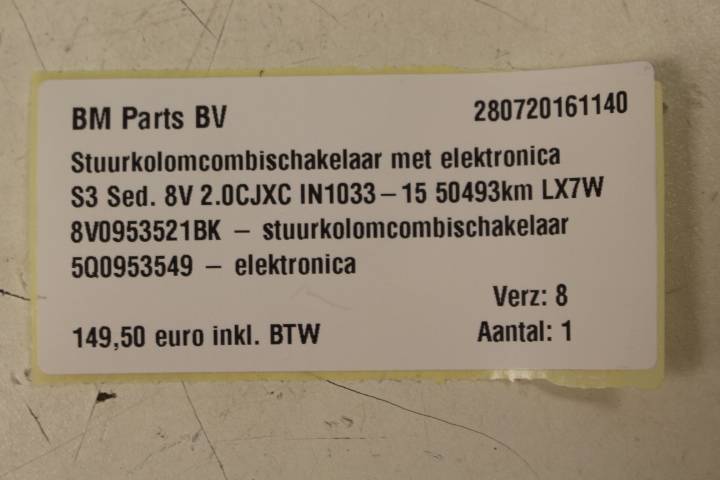 BM Parts BV 280720161140
Stuurkolomcombischakelaar met elektronica
S3 Sed. 8V 2.0CJXC IN1033-15 50493km LX7W
8V0953521BK - stuurkolomcombischakelaar
5Q0953549 - elektronica
Verz: 8
149,50 euro inkl. BTW Aantal: 1